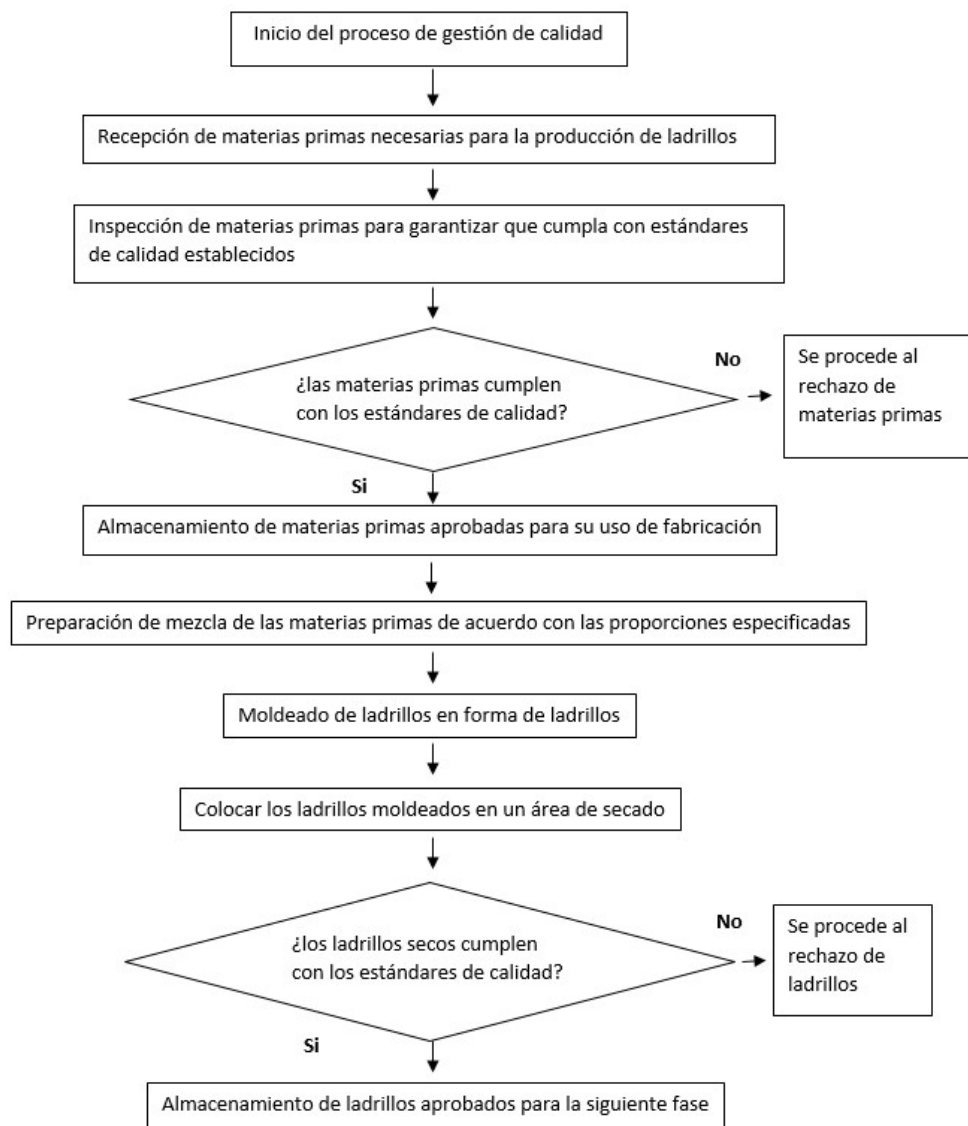 Inicio del proceso de gestión de calidad
Recepción de materias primas necesarias para la producción de ladrillos
Inspección de materias primas para garantizar que cumpla con estándares
de calidad establecidos
¿las materias primas cumplen
con los estándares de calidad?
No
Se procede al
rechazo de
materias primas
Si
Almacenamiento de materias primas aprobadas para su uso de fabricación
Preparación de mezcla de las materias primas de acuerdo con las proporciones especificadas
Moldeado de ladrillos en forma de ladrillos
Colocar los ladrillos moldeados en un área de secado
¿los ladrillos secos cumplen
con los estándares de calidad?
No
Se procede al
rechazo de
ladrillos
Si
Almacenamiento de ladrillos aprobados para la siguiente fase